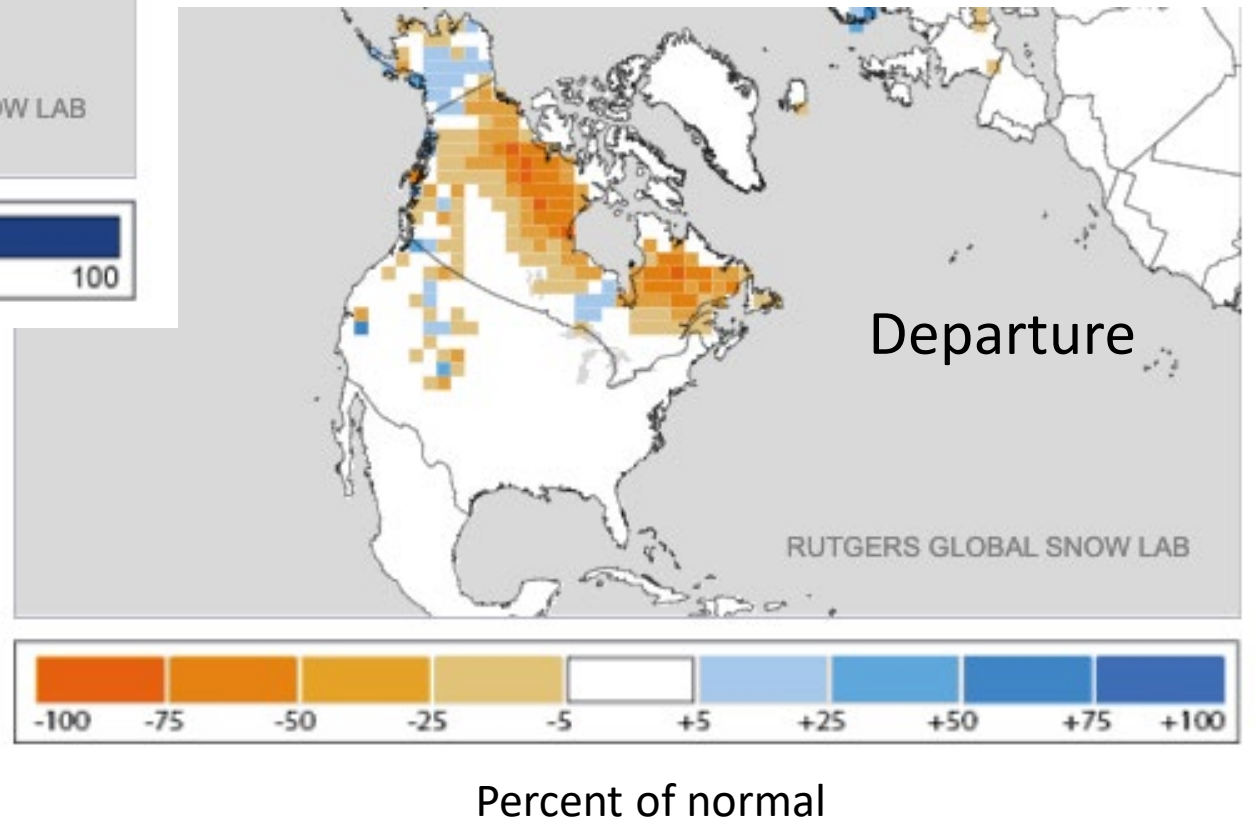 OW LAB
100
Departure
RUTGERS GLOBAL SNOW LAB
-100 -75 -50 -25 -5 +5 +25 +50 +75 +100
Percent of normal